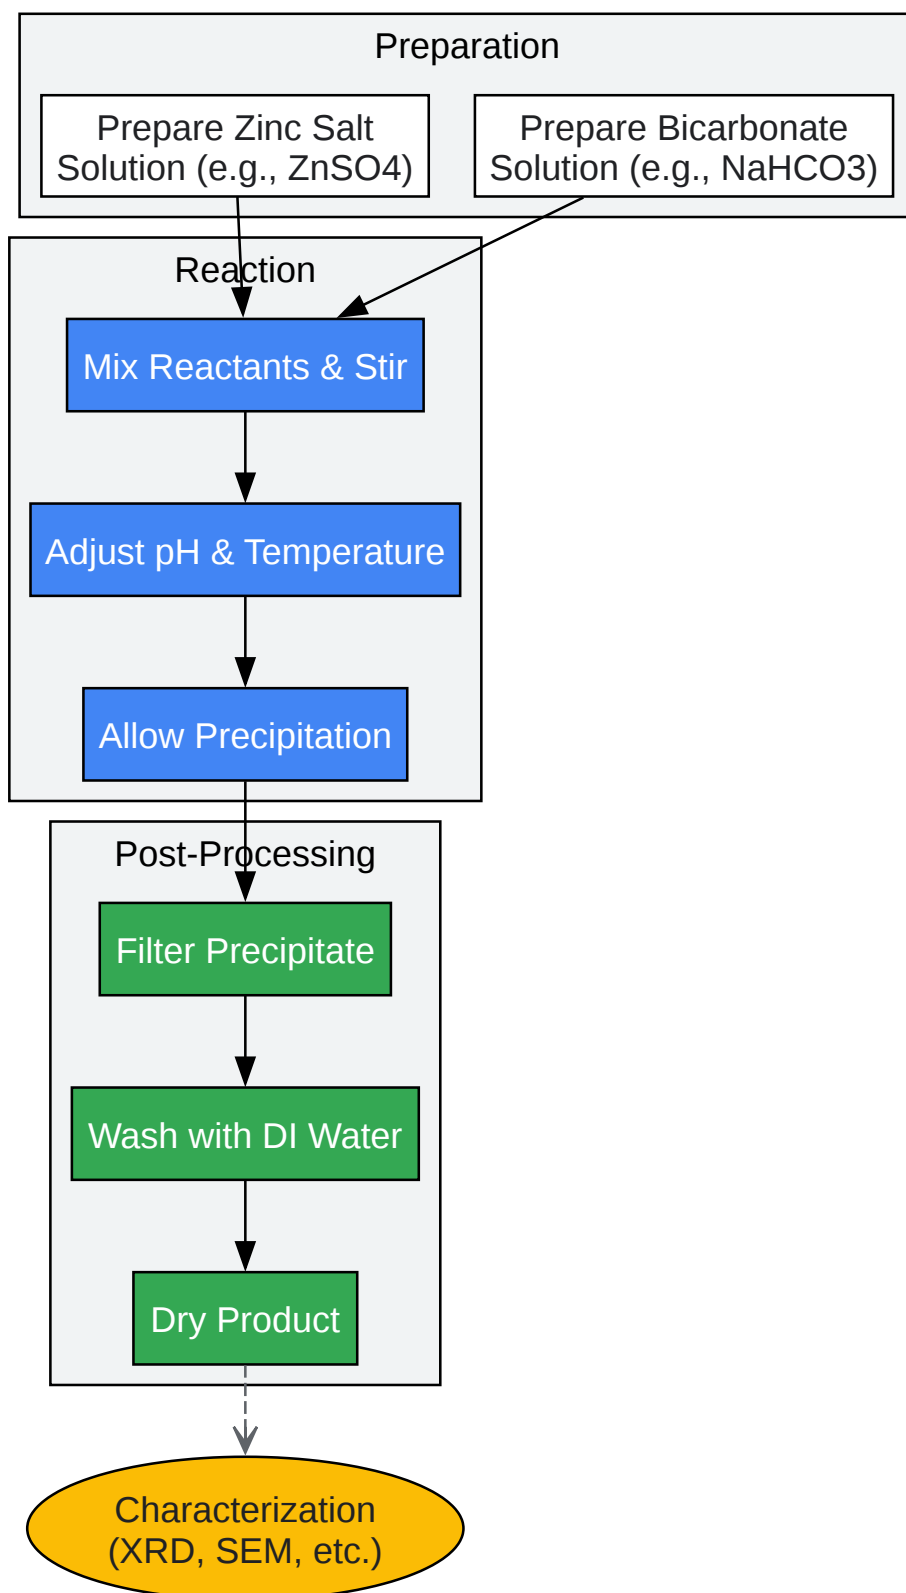 Preparation
Prepare Zinc Salt
Solution (e.g., ZnSO4)
Prepare Bicarbonate
Solution (e.g., NaHCO3)
Reaction
Mix Reactants & Stir
Adjust pH & Temperature
Allow Precipitation
Post-Processing
Filter Precipitate
Wash with DI Water
Dry Product
Characterization
(XRD, SEM, etc.)